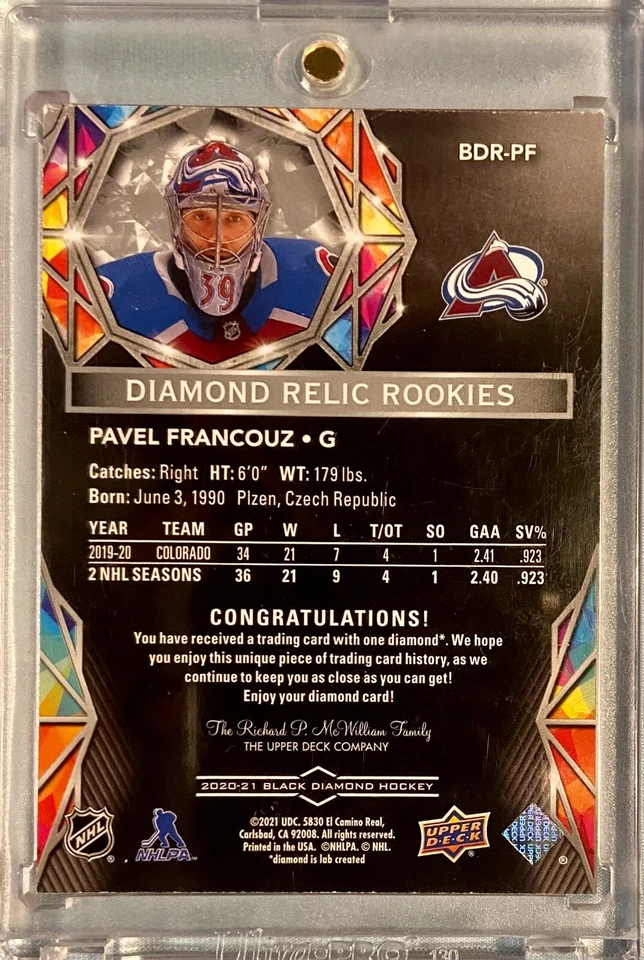 BDR-PF
39
DIAMOND RELIC ROOKIES
PAVEL FRANCOUZ • G
Catches: Right HT: 6'0" WT: 179 lbs.
Born: June 3, 1990 Plzen, Czech Republic
YEAR TEAM GP W L T/OT SO GAA SV%
2019-20 COLORADO 34 21 7 4 1 2.41 .923
2 NHL SEASONS 36 21 9 4 1 2.40 .923
CONGRATULATIONS!
You have received a trading card with one diamond*. We hope
you enjoy this unique piece of trading card history, as we
continue to keep you as close as you can get!
Enjoy your diamond card!
The Richard P. McWilliam Family
THE UPPER DECK COMPANY
2020-21 BLACK DIAMOND HOCKEY
©2021 UDC. 5830 El Camino Real,
Carlsbad, CA 92008. All rights reserved.
Printed in the USA. ©NHLPA. © NHL.
*diamond is lab created
NHL
NHLPA
UPPER
DECK
Ultra•PRO 130